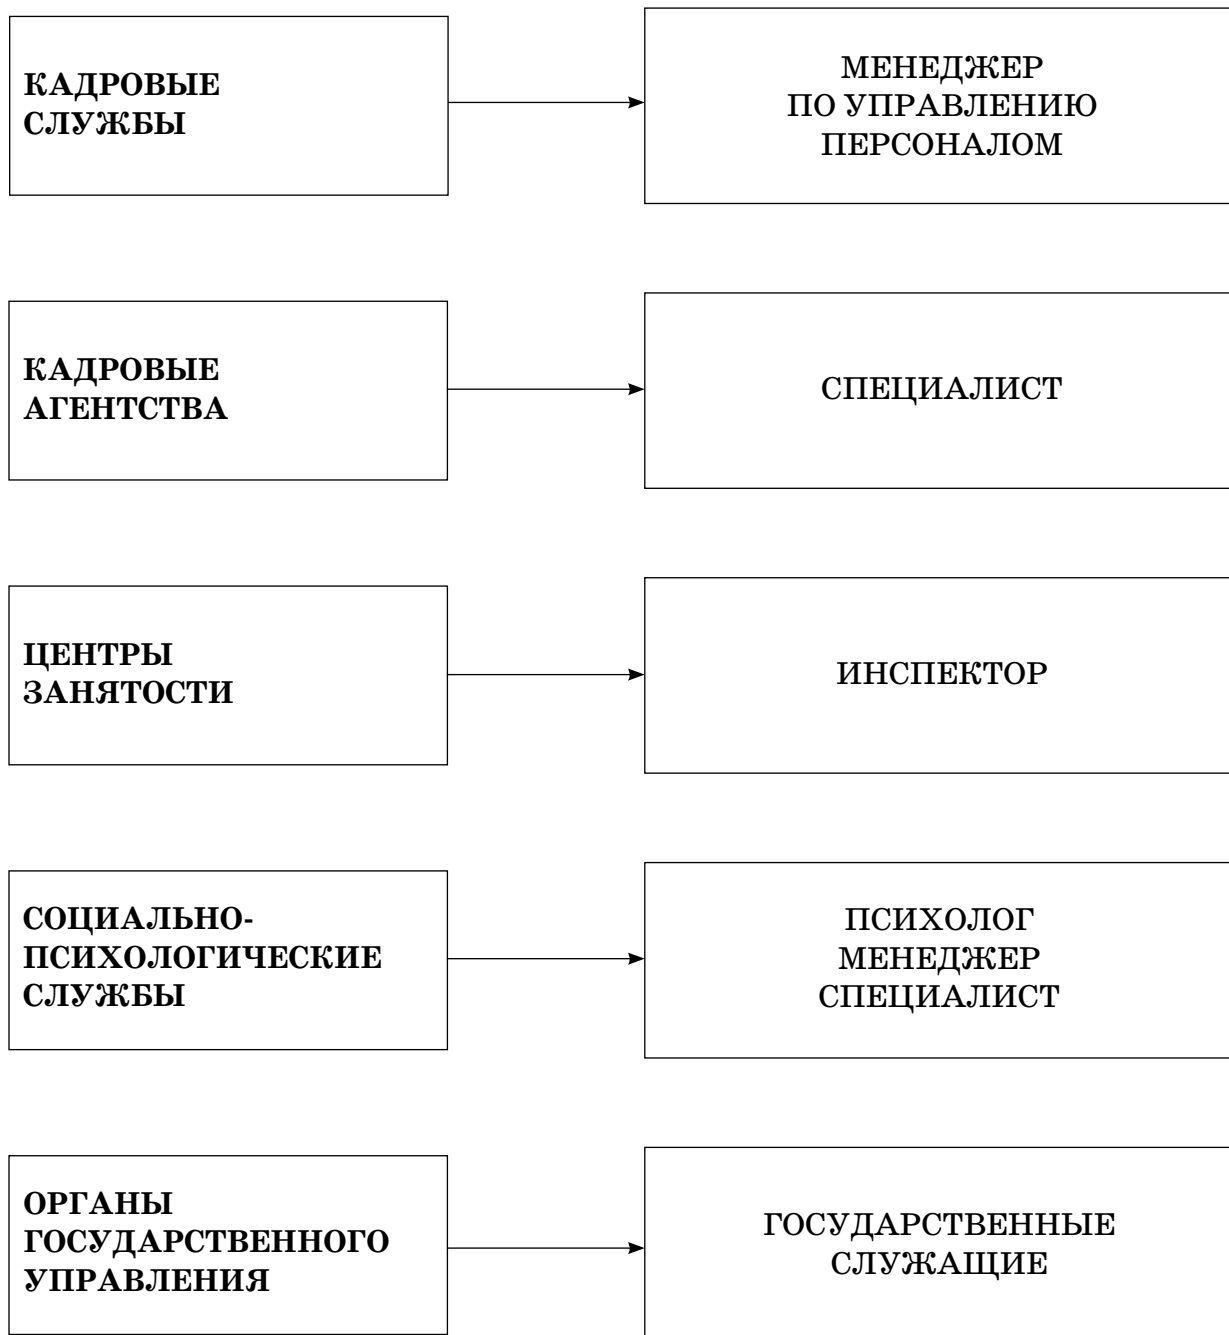 КАДРОВЫЕ
СЛУЖБЫ
МЕНЕДЖЕР
ПО УПРАВЛЕНИЮ
ПЕРСОНАЛОМ
КАДРОВЫЕ
АГЕНТСТВА
СПЕЦИАЛИСТ
ЦЕНТРЫ
ЗАНЯТОСТИ
ИНСПЕКТОР
СОЦИАЛЬНО-
ПСИХОЛОГИЧЕСКИЕ
СЛУЖБЫ
ПСИХОЛОГ
МЕНЕДЖЕР
СПЕЦИАЛИСТ
ОРГАНЫ
ГОСУДАРСТВЕННОГО
УПРАВЛЕНИЯ
ГОСУДАРСТВЕННЫЕ
СЛУЖАЩИЕ